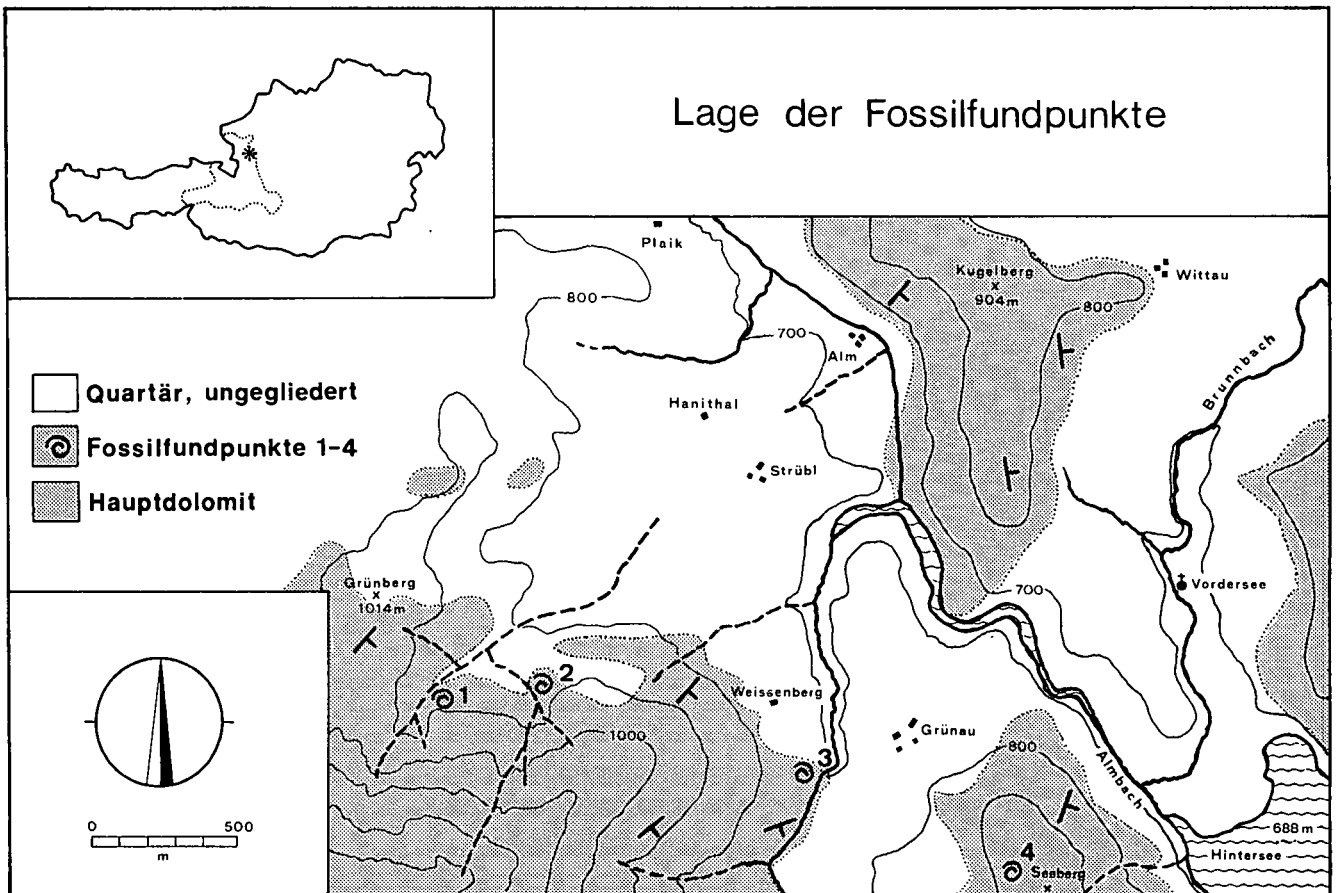 Lage der Fossilfundpunkte
Plaik
Kugelberg
x
904m
Wittau
800
800
700
Alm
Brunnbach
Hanithal
Quartär, ungegliedert
Fossilfundpunkte 1-4
Hauptdolomit
Strübl
Grünberg
x
1014m
700
Vordersee
1
2
Weissenberg
Grünau
1000
800
3
Almbach
0 500
m
688m
Hintersee
4
Seeberg
x